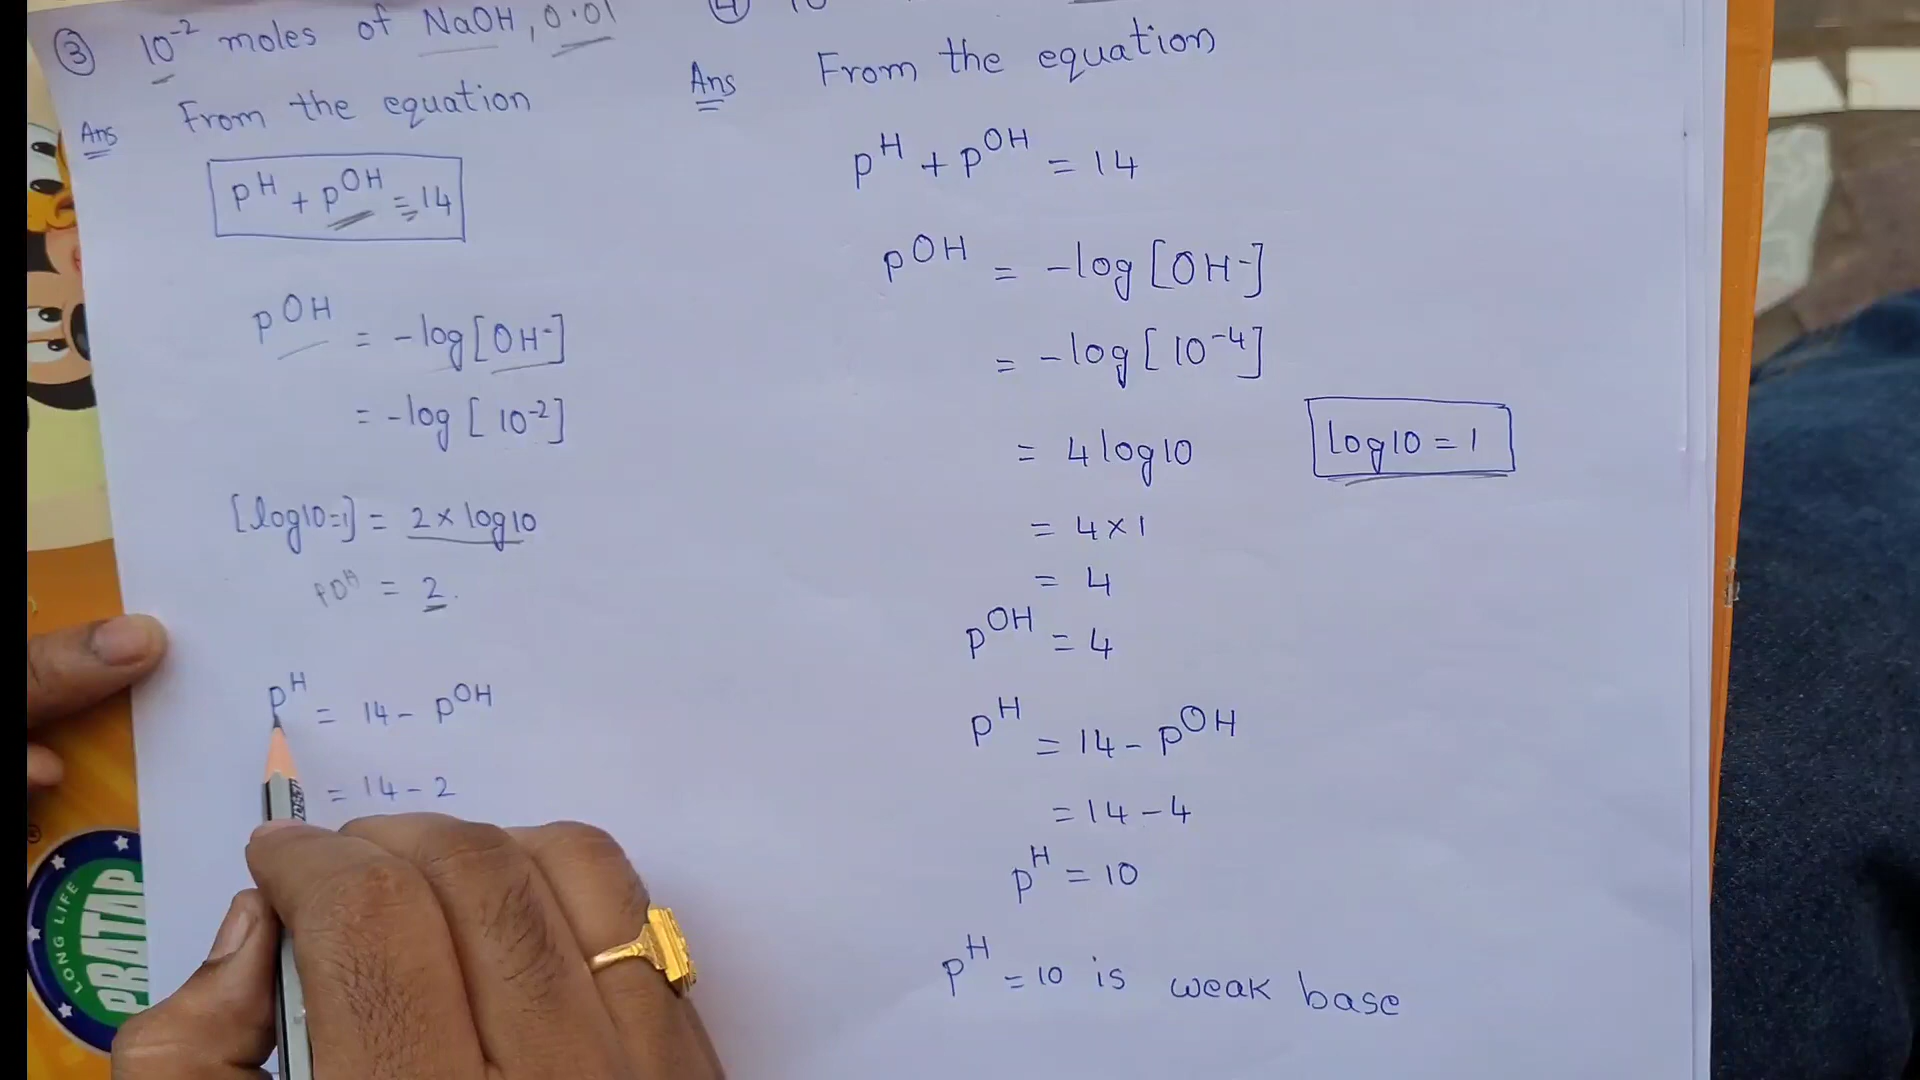 ③ 10⁻² moles of NaOH, 0.01
Ans From the equation
pᴴ + pᴼᴴ = 14
pᴼᴴ = -log [OH-]
= -log [10⁻²]
[log10=1] = 2 × log10
pOᴴ = 2.
pᴴ = 14 - pᴼᴴ
= 14 - 2
④ 10
Ans From the equation
pᴴ + pᴼᴴ = 14
pᴼᴴ = -log [OH-]
= -log [10⁻⁴]
= 4 log10
log10 = 1
= 4 × 1
= 4
pᴼᴴ = 4
pᴴ = 14 - pᴼᴴ
= 14 - 4
pᴴ = 10
pᴴ = 10 is weak base
LONG LIFE
PRATAP